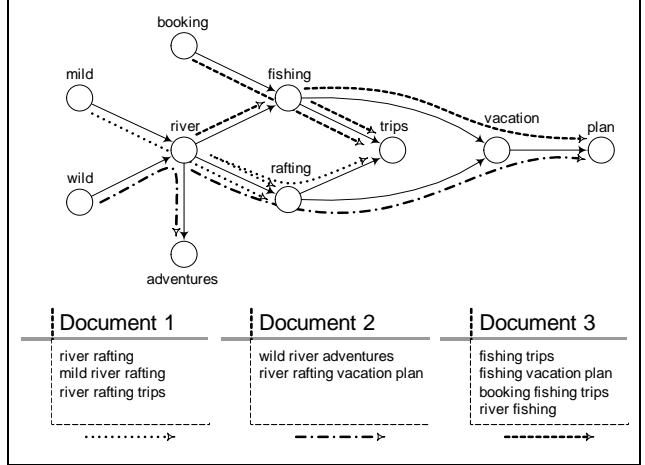 booking
mild
fishing
river
trips
vacation
plan
wild
rafting
adventures
Document 1
river rafting
mild river rafting
river rafting trips
Document 2
wild river adventures
river rafting vacation plan
Document 3
fishing trips
fishing vacation plan
booking fishing trips
river fishing